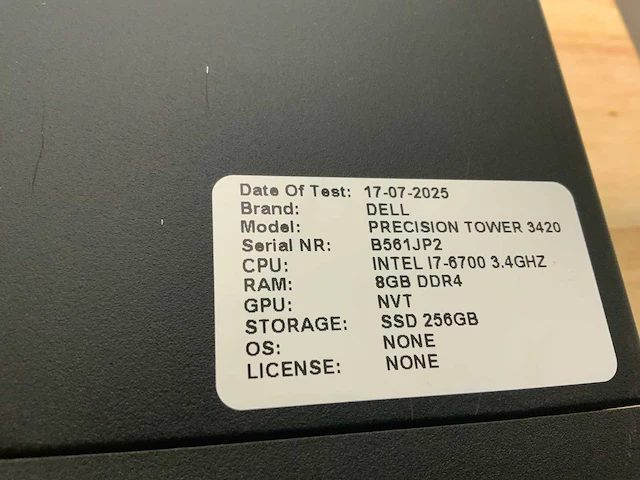 Date Of Test: 17-07-2025
Brand: DELL
Model: PRECISION TOWER 3420
Serial NR: B561JP2
CPU: INTEL I7-6700 3.4GHZ
RAM: 8GB DDR4
GPU: NVT
STORAGE: SSD 256GB
OS: NONE
LICENSE: NONE